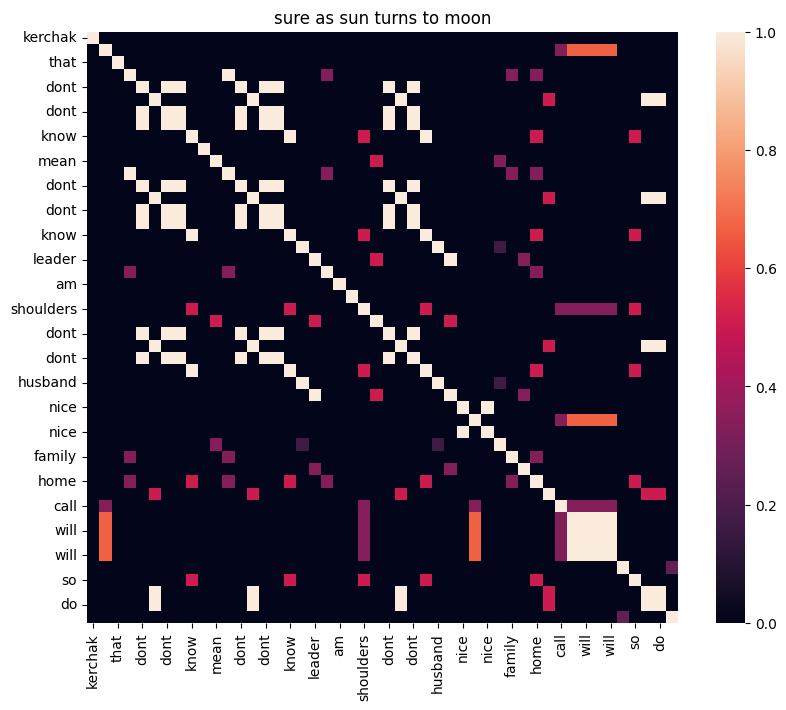 sure as sun turns to moon
kerchak
that
dont
dont
know
mean
dont
dont
know
leader
am
shoulders
dont
dont
husband
nice
nice
family
home
call
will
will
so
do
kerchak
that
dont
dont
know
mean
dont
dont
know
leader
am
shoulders
dont
dont
husband
nice
nice
family
home
call
will
will
so
do
1.0
0.8
0.6
0.4
0.2
0.0